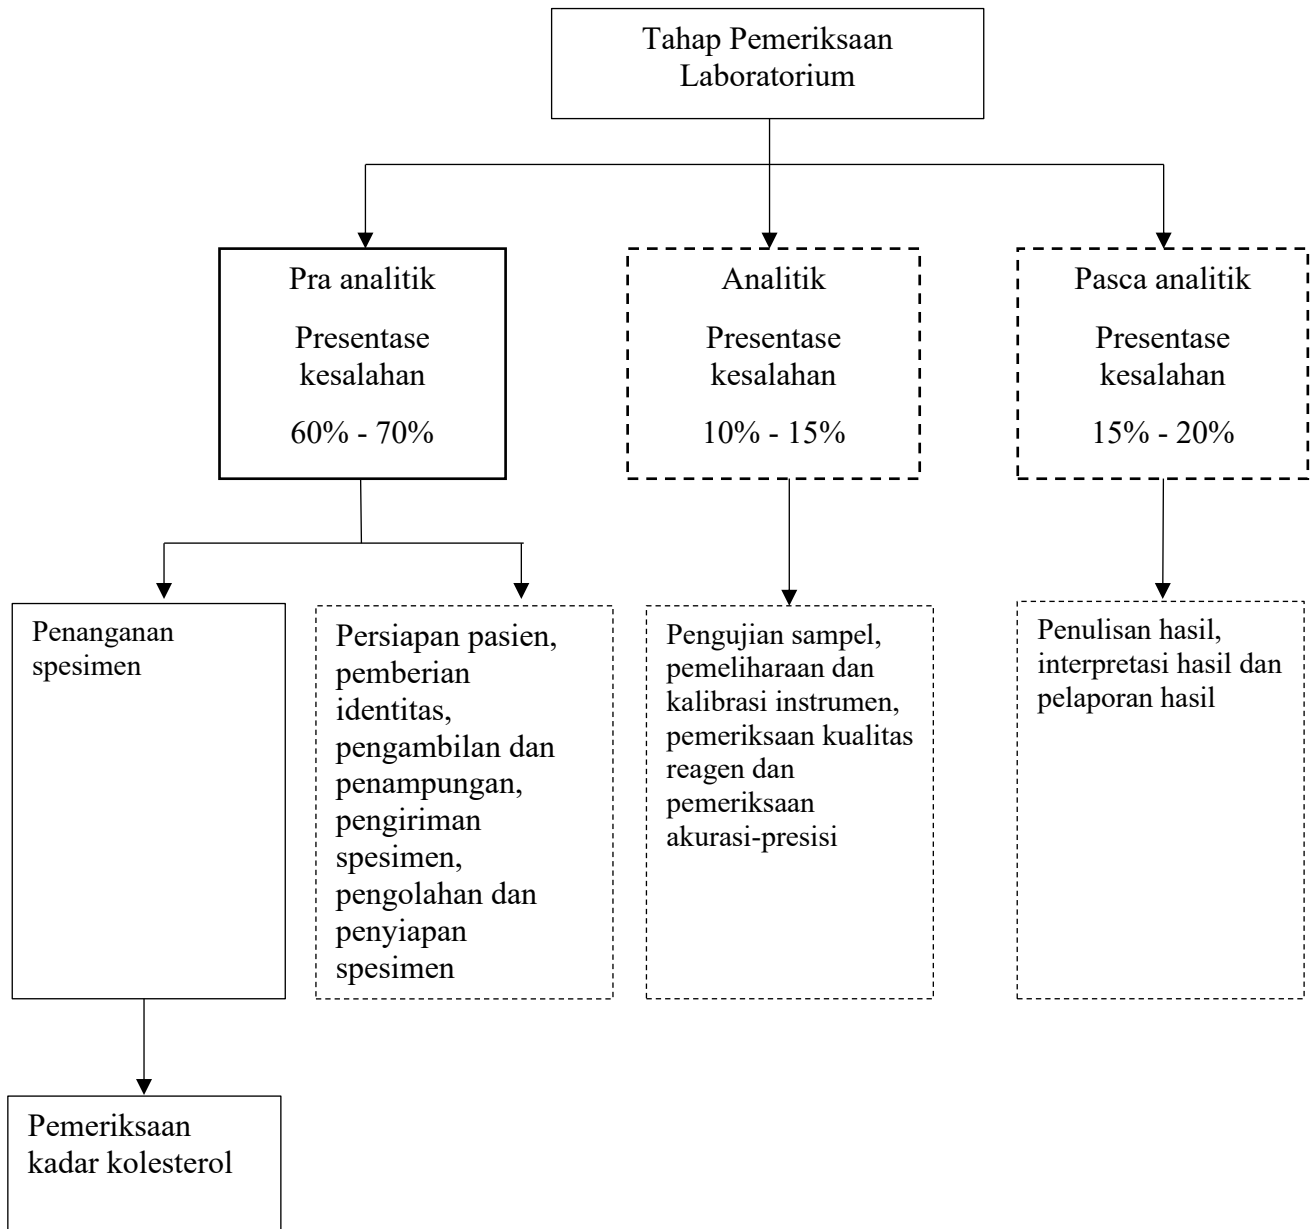 Tahap Pemeriksaan
Laboratorium
Pra analitik
Presentase
kesalahan
60% - 70%
Analitik
Presentase
kesalahan
10% - 15%
Pasca analitik
Presentase
kesalahan
15% - 20%
Penanganan
spesimen
Persiapan pasien,
pemberian
identitas,
pengambilan dan
penampungan,
pengiriman
spesimen,
pengolahan dan
penyiapan
spesimen
Pengujian sampel,
pemeliharaan dan
kalibrasi instrumen,
pemeriksaan kualitas
reagen dan
pemeriksaan
akurasi-presisi
Penulisan hasil,
interpretasi hasil dan
pelaporan hasil
Pemeriksaan
kadar kolesterol